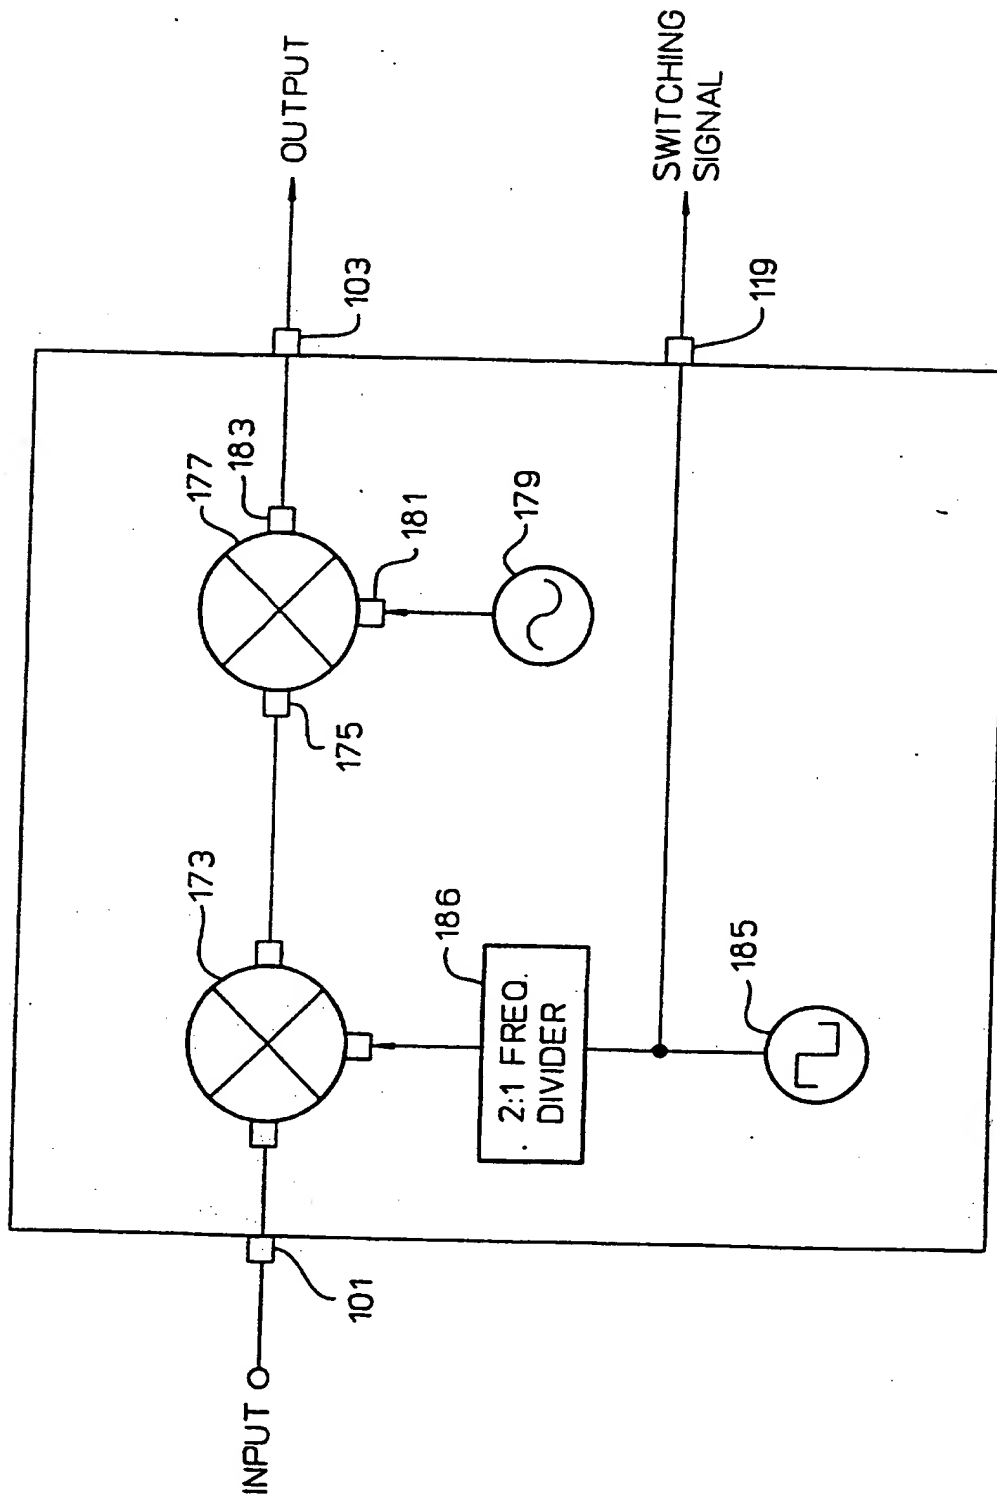 INPUT
101
173
175
177
183
103
OUTPUT
181
179
186
2:1 FREQ.
DIVIDER
185
119
SWITCHING
SIGNAL